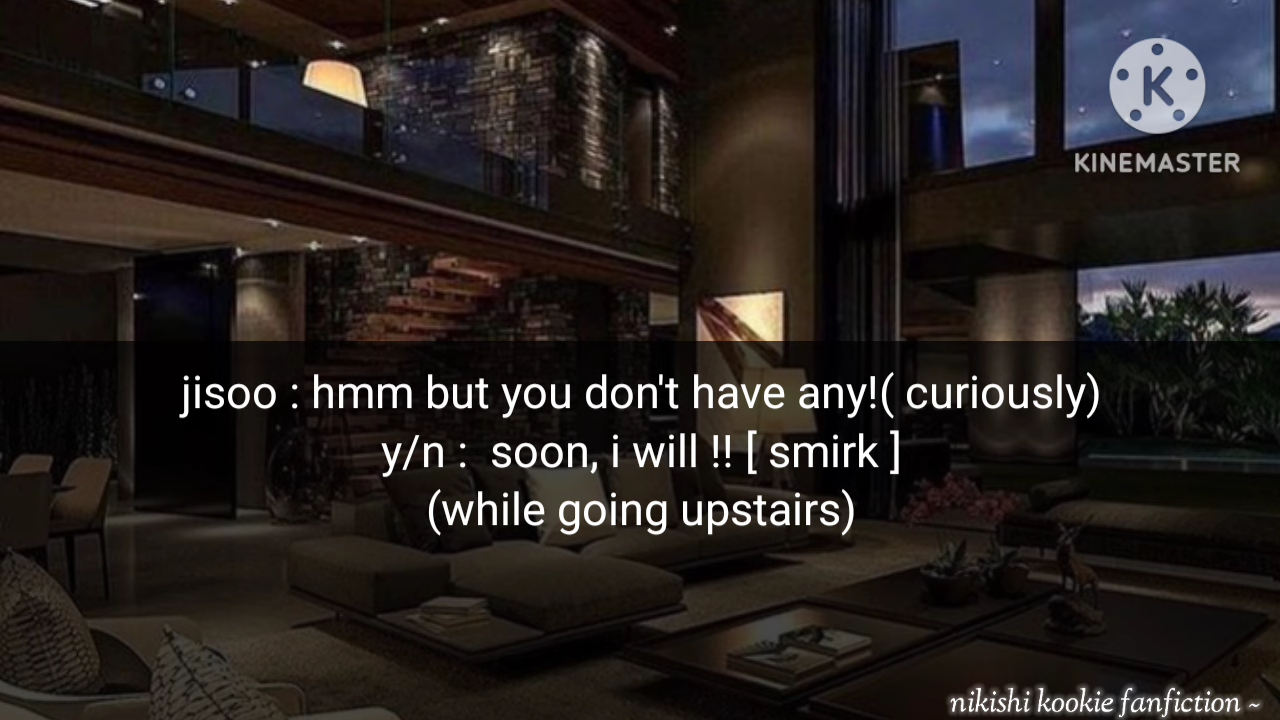 KINEMASTER
jisoo : hmm but you don't have any!( curiously)
y/n :  soon, i will !! [ smirk ]
(while going upstairs)
nikishi kookie fanfiction ~